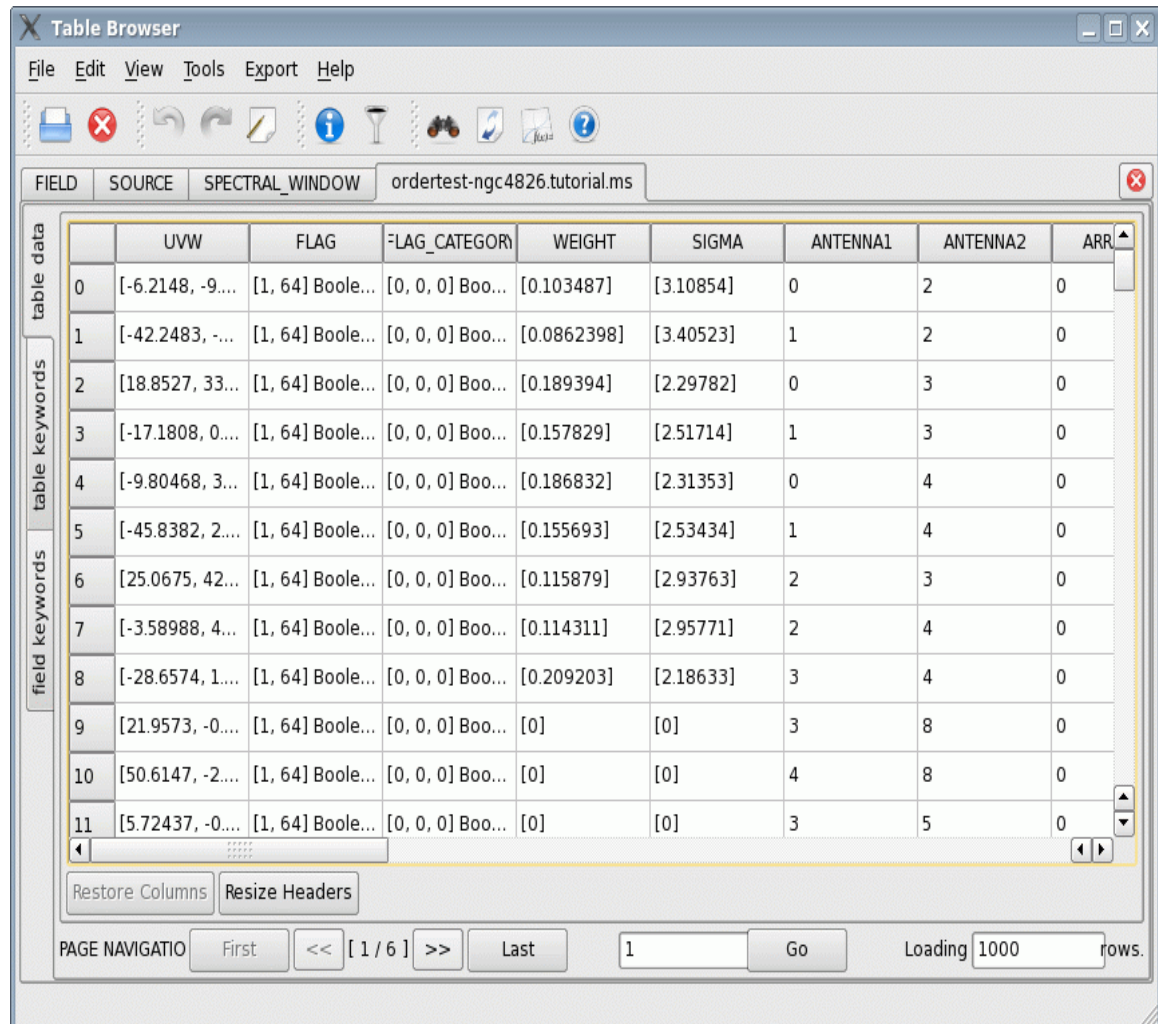 Table Browser
File Edit View Tools Export Help
f(x)=
FIELD SOURCE SPECTRAL_WINDOW ordertest-ngc4826.tutorial.ms
table data
table keywords
field keywords
UVW FLAG FLAG_CATEGORY WEIGHT SIGMA ANTENNA1 ANTENNA2 ARR
0 [-6.2148, -9.... [1, 64] Boole... [0, 0, 0] Boo... [0.103487] [3.10854] 0 2 0
1 [-42.2483, -... [1, 64] Boole... [0, 0, 0] Boo... [0.0862398] [3.40523] 1 2 0
2 [18.8527, 33... [1, 64] Boole... [0, 0, 0] Boo... [0.189394] [2.29782] 0 3 0
3 [-17.1808, 0.... [1, 64] Boole... [0, 0, 0] Boo... [0.157829] [2.51714] 1 3 0
4 [-9.80468, 3... [1, 64] Boole... [0, 0, 0] Boo... [0.186832] [2.31353] 0 4 0
5 [-45.8382, 2.... [1, 64] Boole... [0, 0, 0] Boo... [0.155693] [2.53434] 1 4 0
6 [25.0675, 42... [1, 64] Boole... [0, 0, 0] Boo... [0.115879] [2.93763] 2 3 0
7 [-3.58988, 4... [1, 64] Boole... [0, 0, 0] Boo... [0.114311] [2.95771] 2 4 0
8 [-28.6574, 1.... [1, 64] Boole... [0, 0, 0] Boo... [0.209203] [2.18633] 3 4 0
9 [21.9573, -0.... [1, 64] Boole... [0, 0, 0] Boo... [0] [0] 3 8 0
10 [50.6147, -2.... [1, 64] Boole... [0, 0, 0] Boo... [0] [0] 4 8 0
11 [5.72437, -0.... [1, 64] Boole... [0, 0, 0] Boo... [0] [0] 3 5 0
Restore Columns Resize Headers
PAGE NAVIGATIO First << [ 1 / 6 ] >> Last 1 Go Loading 1000 rows.